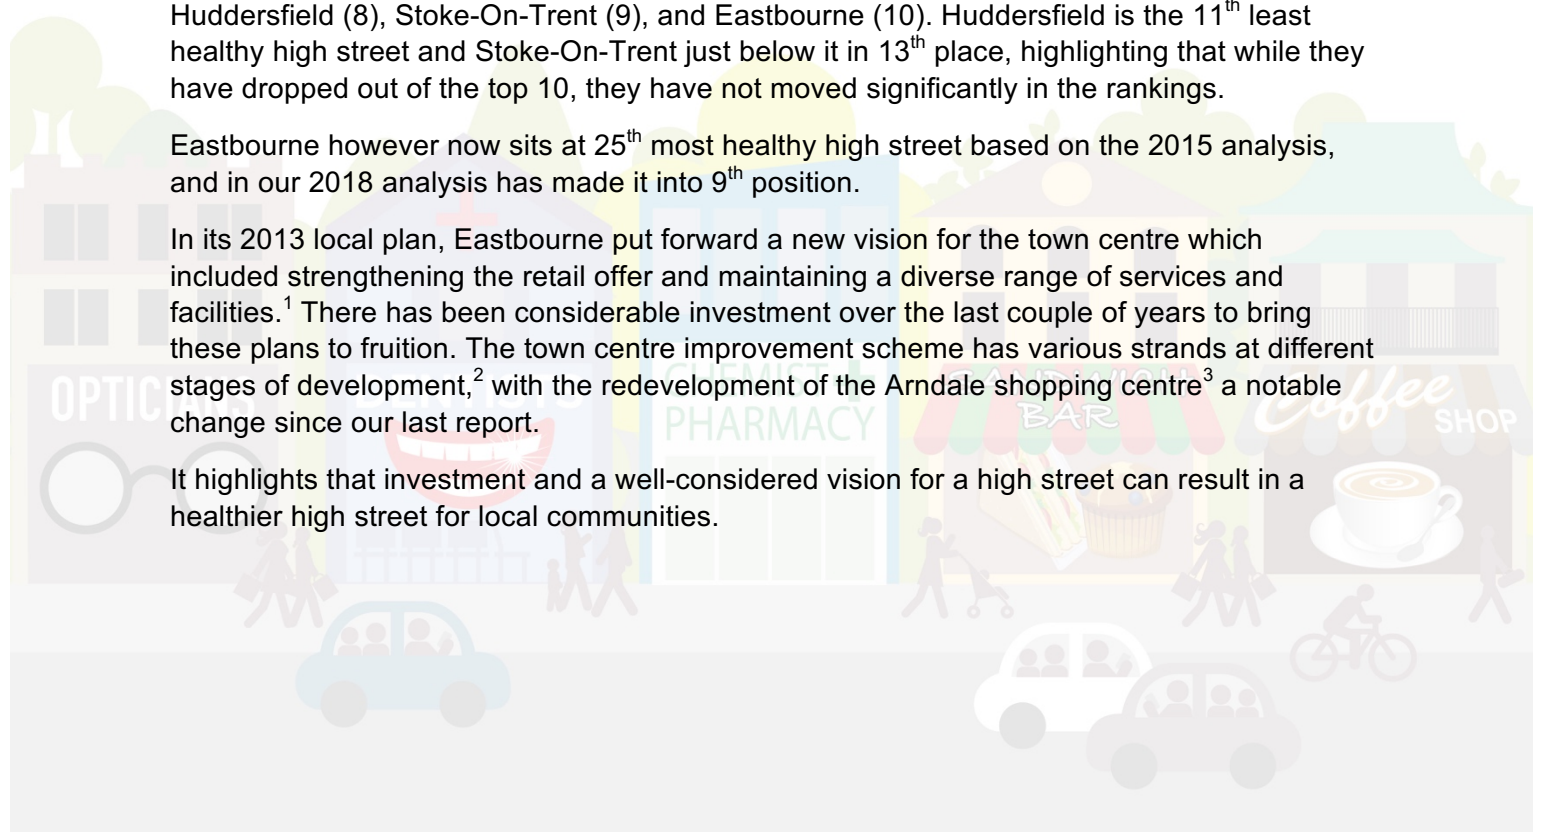 Huddersfield (8), Stoke-On-Trent (9), and Eastbourne (10). Huddersfield is the 11th least
healthy high street and Stoke-On-Trent just below it in 13th place, highlighting that while they
have dropped out of the top 10, they have not moved significantly in the rankings.
Eastbourne however now sits at 25th most healthy high street based on the 2015 analysis,
and in our 2018 analysis has made it into 9th position.
In its 2013 local plan, Eastbourne put forward a new vision for the town centre which
included strengthening the retail offer and maintaining a diverse range of services and
facilities.1 There has been considerable investment over the last couple of years to bring
these plans to fruition. The town centre improvement scheme has various strands at different
stages of development,2 with the redevelopment of the Arndale shopping centre3 a notable
change since our last report.
It highlights that investment and a well-considered vision for a high street can result in a
healthier high street for local communities.
OPTICIANS
DENTISTS
CHEMIST
PHARMACY
SANDWICH
BAR
Coffee
SHOP